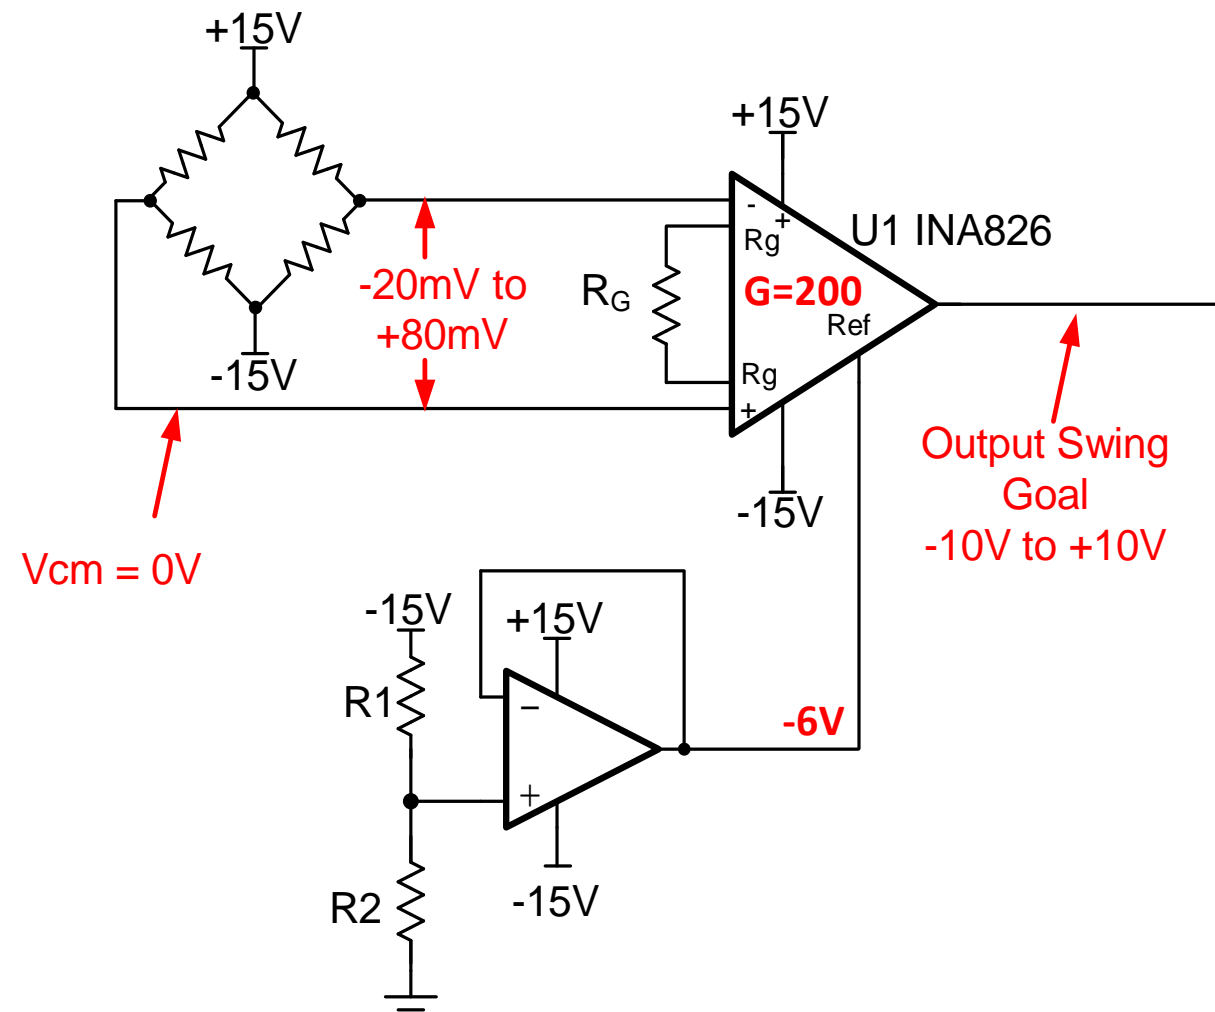 +15V
-20mV to
+80mV
-15V
Vcm = 0V
+15V
-
+
Rg
RG
G=200
Ref
Rg
+
-15V
U1 INA826
Output Swing
Goal
-10V to +10V
-15V
R1
R2
+15V
−
+
-15V
-6V